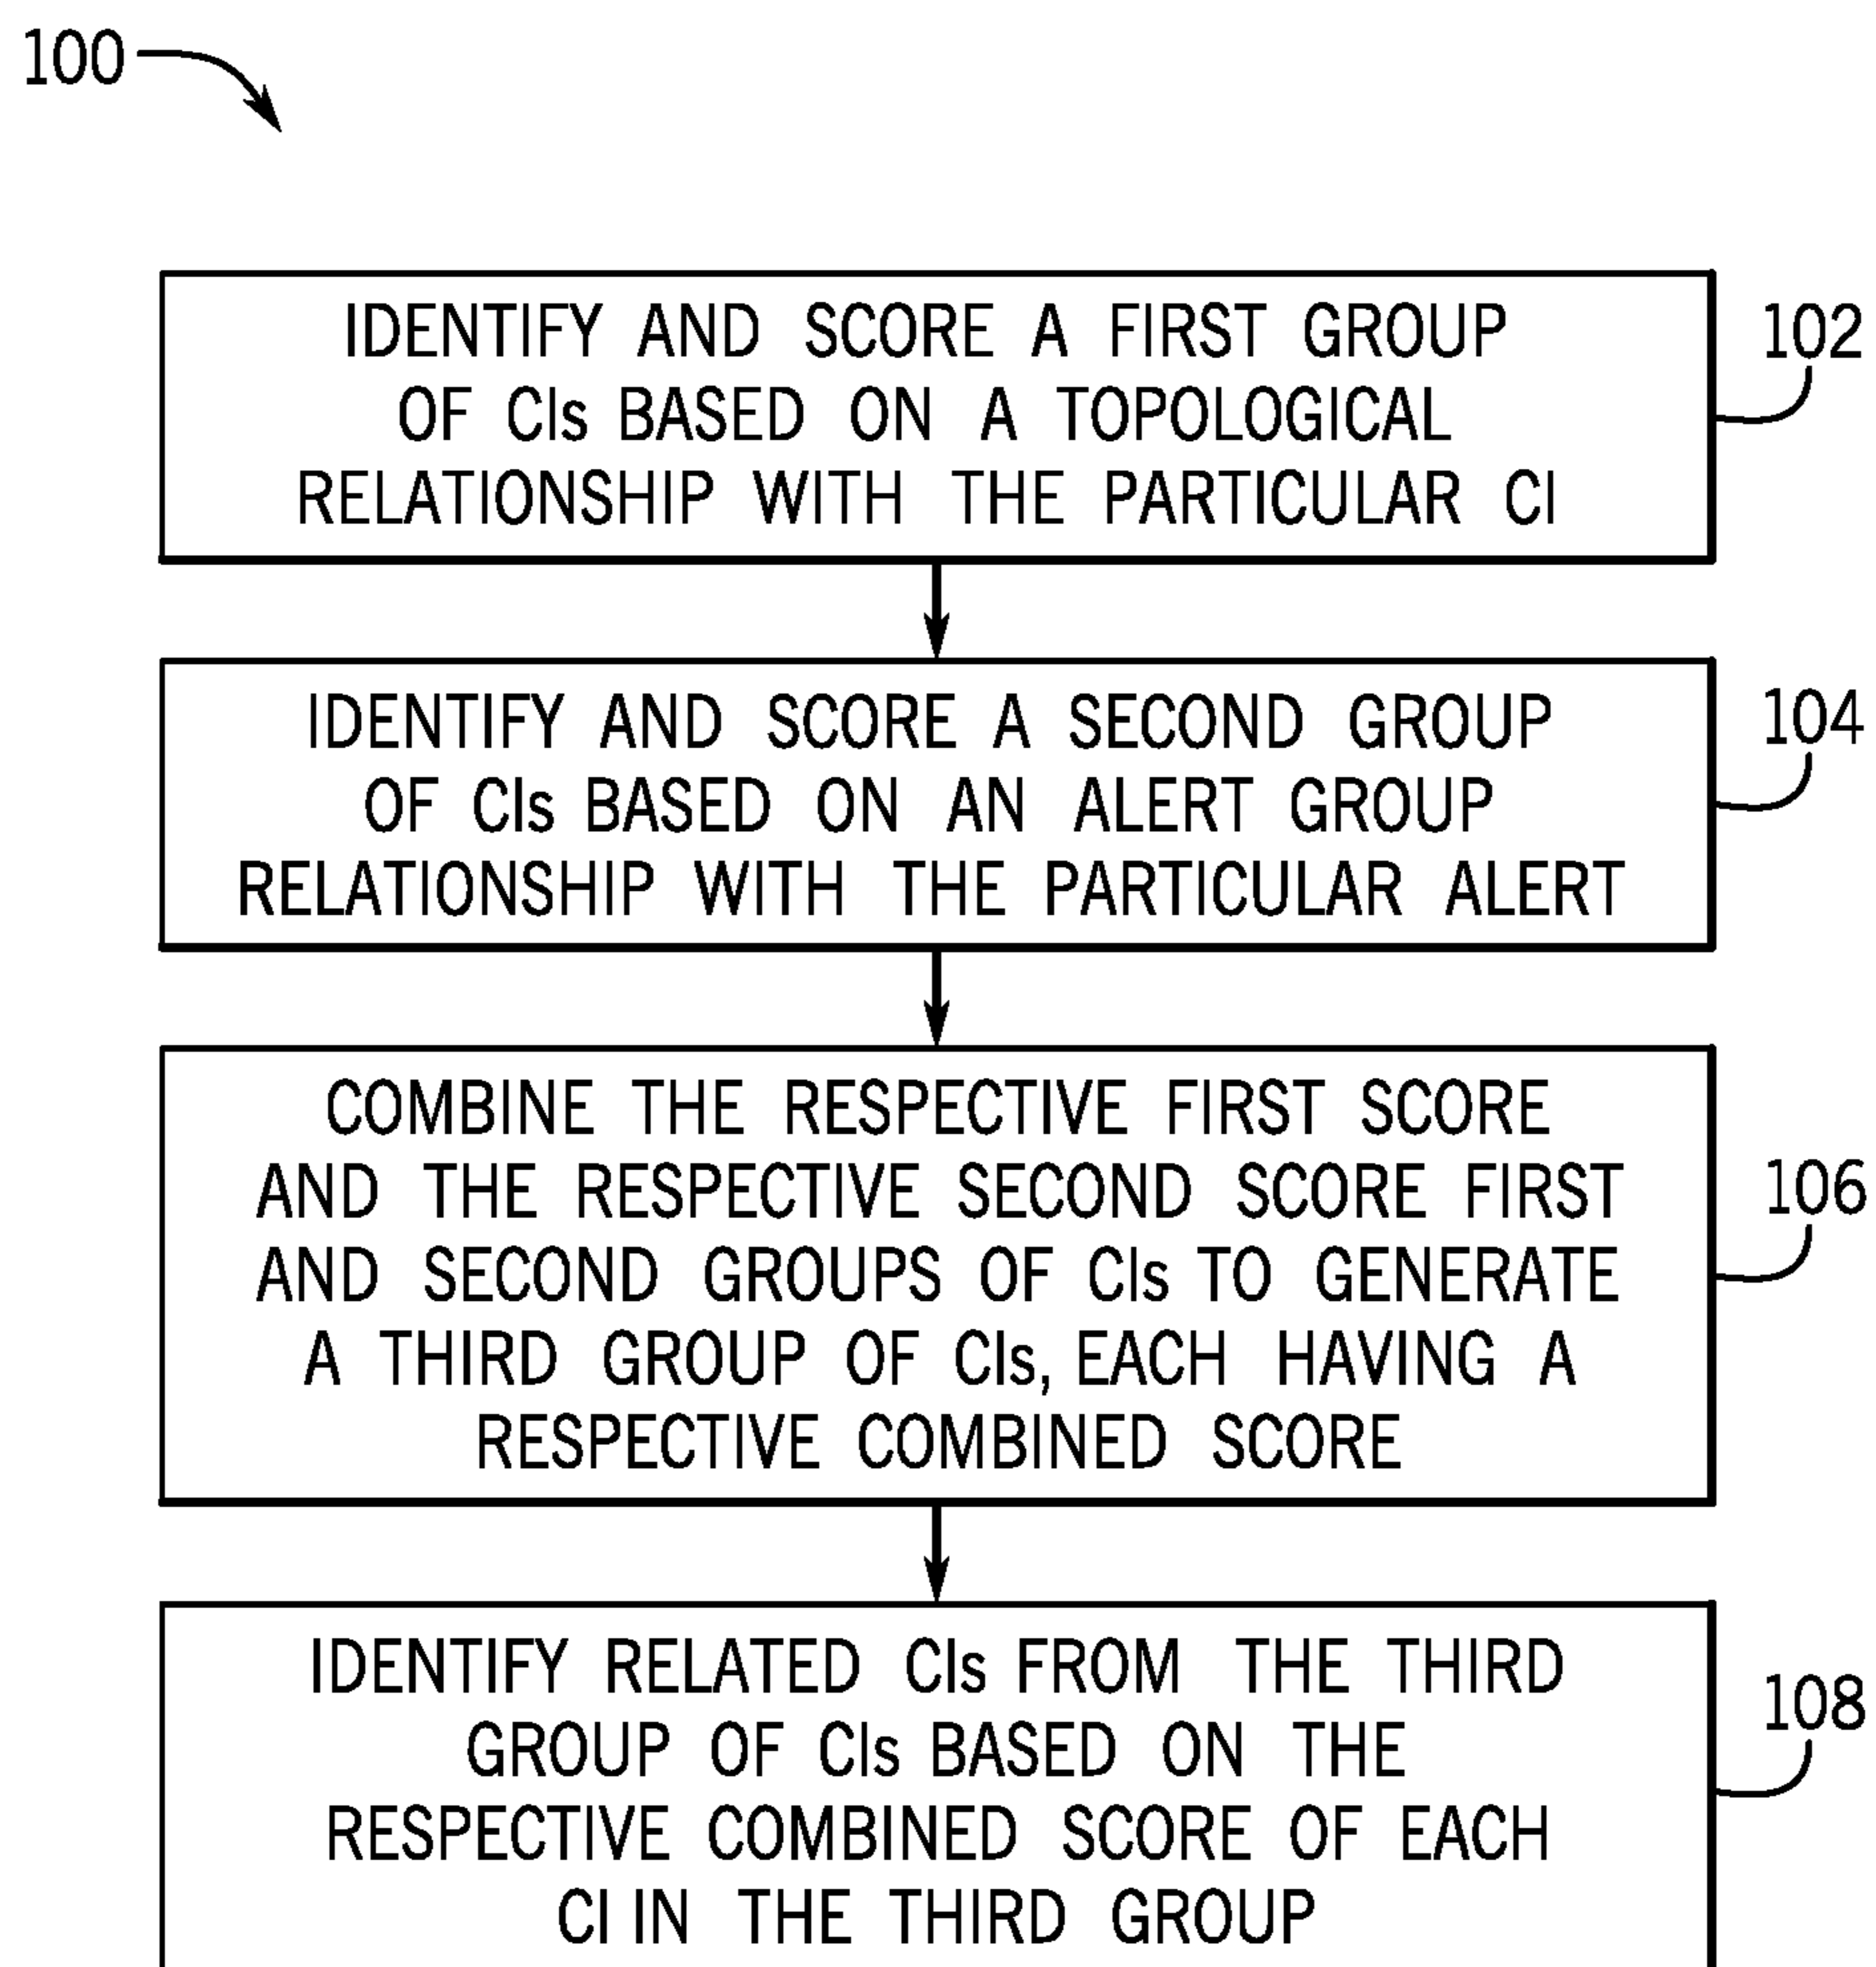 100
IDENTIFY AND SCORE A FIRST GROUP
OF CIs BASED ON A TOPOLOGICAL
RELATIONSHIP WITH THE PARTICULAR CI
102
IDENTIFY AND SCORE A SECOND GROUP
OF CIs BASED ON AN ALERT GROUP
RELATIONSHIP WITH THE PARTICULAR ALERT
104
COMBINE THE RESPECTIVE FIRST SCORE
AND THE RESPECTIVE SECOND SCORE FIRST
AND SECOND GROUPS OF CIs TO GENERATE
A THIRD GROUP OF CIs, EACH HAVING A
RESPECTIVE COMBINED SCORE
106
IDENTIFY RELATED CIs FROM THE THIRD
GROUP OF CIs BASED ON THE
RESPECTIVE COMBINED SCORE OF EACH
CI IN THE THIRD GROUP
108